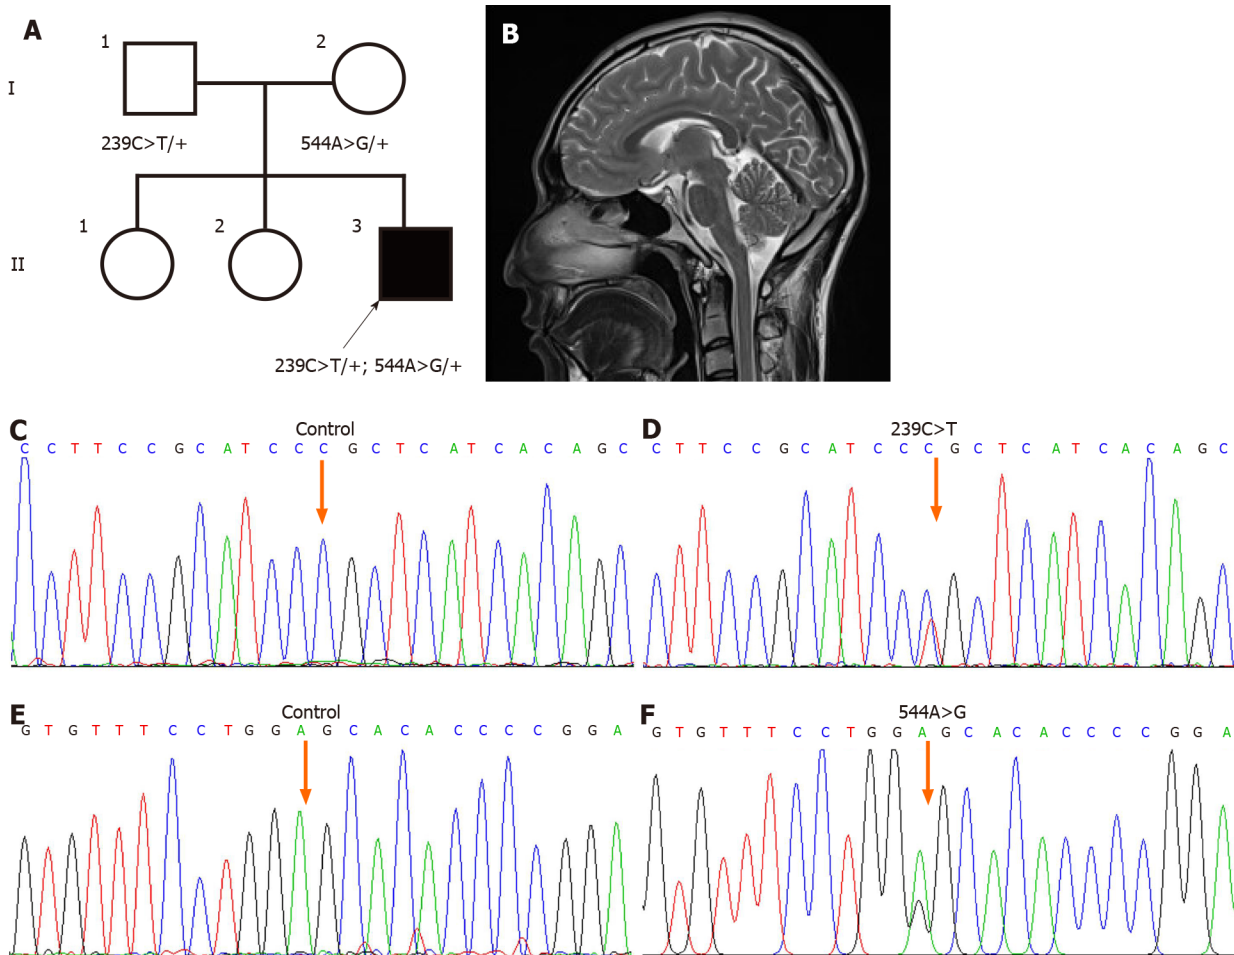 A
B
1
2
I
239C>T/+
544A>G/+
1
2
3
II
239C>T/+; 544A>G/+
C
Control
C C T T C C G C A T C C C G C T C A T C A C A G C
D
239C>T
C T T C C G C A T C C C G C T C A T C A C A G C
E
Control
G T G T T T C C T G G A G C A C A C C C C G G A
F
544A>G
G T G T T T C C T G G A G C A C A C C C C G G A